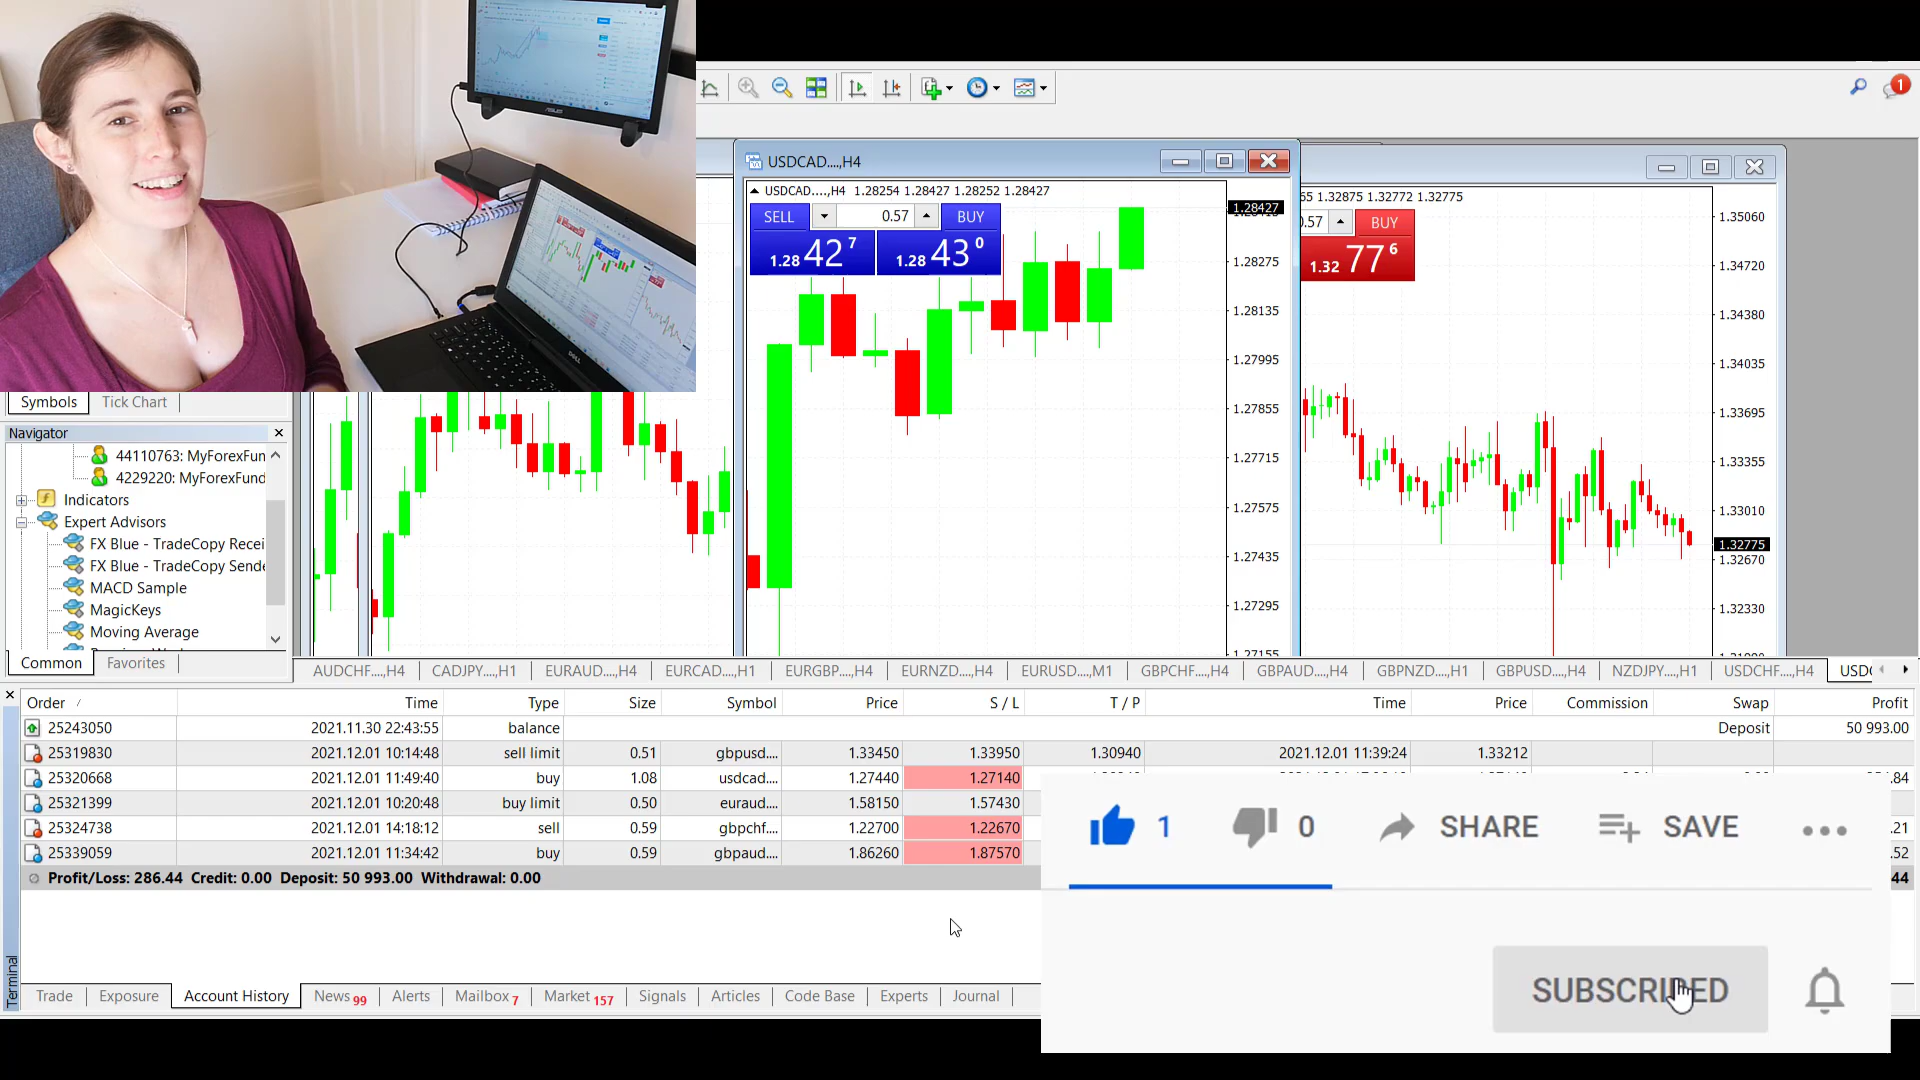 1
USDCAD....,H4
USDCAD....,H4 1.28254 1.28427 1.28252 1.28427
SELL 0.57 BUY
1.28 42 7 1.28 43 0
1.28427
1.28275
1.28135
1.27995
1.27855
1.27715
1.27575
1.27435
1.27295
1.27155
1.32875 1.32772 1.32775
0.57 BUY
1.32 77 6
1.35060
1.34720
1.34380
1.34035
1.33695
1.33355
1.33010
1.32775
1.32670
1.32330
ASUS
DELL
Symbols Tick Chart
Navigator
44110763: MyForexFun
4229220: MyForexFund
Indicators
Expert Advisors
FX Blue - TradeCopy Recei
FX Blue - TradeCopy Sende
MACD Sample
MagicKeys
Moving Average
Common Favorites
AUDCHF....,H4 CADJPY....,H1 EURAUD....,H4 EURCAD....,H1 EURGBP....,H4 EURNZD....,H4 EURUSD....,M1 GBPCHF....,H4 GBPAUD....,H4 GBPNZD....,H1 GBPUSD....,H4 NZDJPY....,H1 USDCHF....,H4 USDC
Order Time Type Size Symbol Price S / L T / P Time Price Commission Swap Profit
25243050 2021.11.30 22:43:55 balance Deposit 50 993.00
25319830 2021.12.01 10:14:48 sell limit 0.51 gbpusd.... 1.33450 1.33950 1.30940 2021.12.01 11:39:24 1.33212
25320668 2021.12.01 11:49:40 buy 1.08 usdcad.... 1.27440 1.27140 .84
25321399 2021.12.01 10:20:48 buy limit 0.50 euraud.... 1.58150 1.57430
25324738 2021.12.01 14:18:12 sell 0.59 gbpchf.... 1.22700 1.22670 .21
25339059 2021.12.01 11:34:42 buy 0.59 gbpaud.... 1.86260 1.87570 .52
Profit/Loss: 286.44 Credit: 0.00 Deposit: 50 993.00 Withdrawal: 0.00 44
1 0 SHARE SAVE
SUBSCRIBED
Terminal
Trade Exposure Account History News 99 Alerts Mailbox 7 Market 157 Signals Articles Code Base Experts Journal